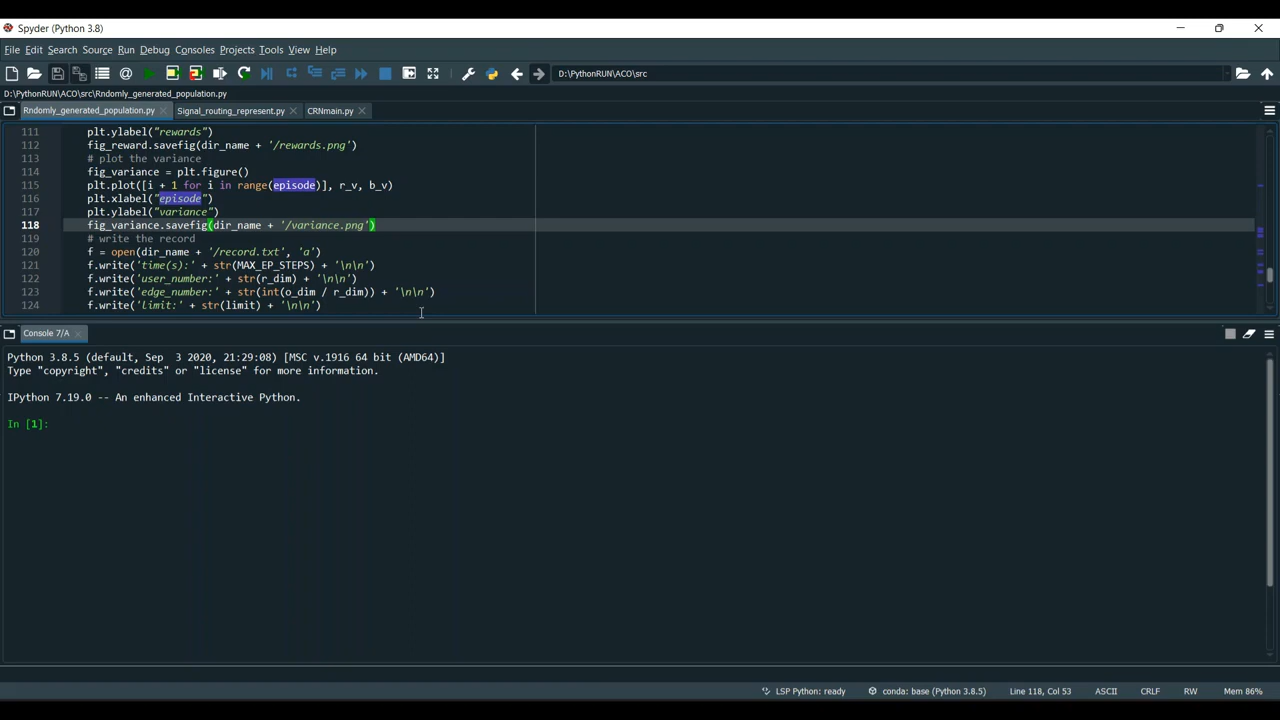 Spyder (Python 3.8)
File Edit Search Source Run Debug Consoles Projects Tools View Help
D:\PythonRUN\ACO\src
D:\PythonRUN\ACO\src\Rndomly_generated_population.py
Rndomly_generated_population.py Signal_routing_represent.py CRNmain.py
111 plt.ylabel("rewards")
112 fig_reward.savefig(dir_name + '/rewards.png')
113 # plot the variance
114 fig_variance = plt.figure()
115 plt.plot([i + 1 for i in range(episode)], r_v, b_v)
116 plt.xlabel("episode")
117 plt.ylabel("variance")
118 fig_variance.savefig(dir_name + '/variance.png')
119 # write the record
120 f = open(dir_name + '/record.txt', 'a')
121 f.write('time(s):' + str(MAX_EP_STEPS) + '\n\n')
122 f.write('user_number:' + str(r_dim) + '\n\n')
123 f.write('edge_number:' + str(int(o_dim / r_dim)) + '\n\n')
124 f.write('limit:' + str(limit) + '\n\n')
Console 7/A
Python 3.8.5 (default, Sep  3 2020, 21:29:08) [MSC v.1916 64 bit (AMD64)]
Type "copyright", "credits" or "license" for more information.
IPython 7.19.0 -- An enhanced Interactive Python.
In [1]:
LSP Python: ready conda: base (Python 3.8.5) Line 118, Col 53 ASCII CRLF RW Mem 86%